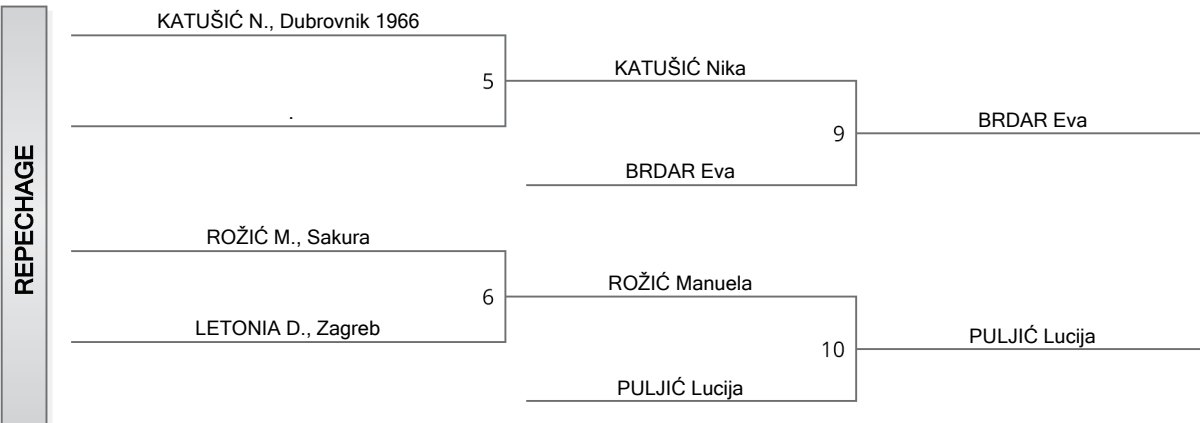 REPECHAGE
KATUŠIĆ N., Dubrovnik 1966
5
.
KATUŠIĆ Nika
9
BRDAR Eva
BRDAR Eva
ROŽIĆ M., Sakura
6
LETONIA D., Zagreb
ROŽIĆ Manuela
10
PULJIĆ Lucija
PULJIĆ Lucija